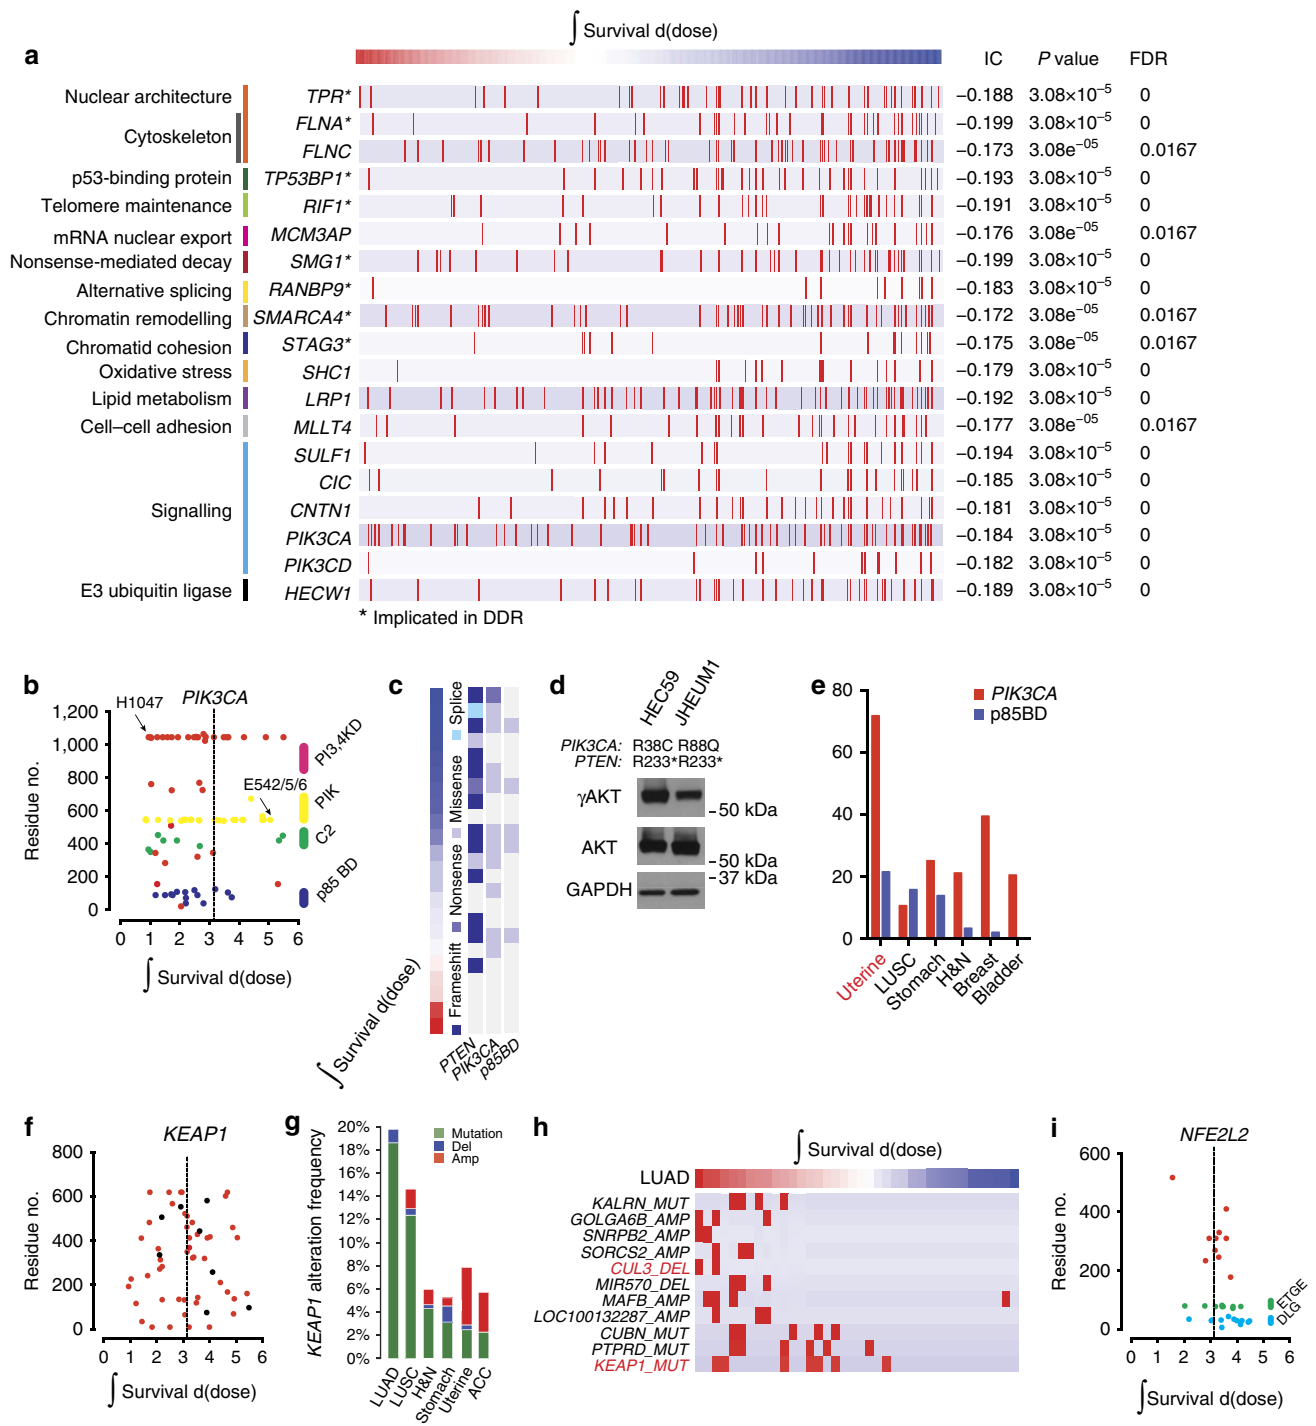 ∫ Survival d(dose)
a
IC P value FDR
Nuclear architecture TPR* −0.188 3.08×10⁻⁵ 0
Cytoskeleton
FLNA* −0.199 3.08×10⁻⁵ 0
FLNC −0.173 3.08e⁻⁰⁵ 0.0167
p53-binding protein TP53BP1* −0.193 3.08×10⁻⁵ 0
Telomere maintenance RIF1* −0.191 3.08×10⁻⁵ 0
mRNA nuclear export MCM3AP −0.176 3.08e⁻⁰⁵ 0.0167
Nonsense-mediated decay SMG1* −0.199 3.08×10⁻⁵ 0
Alternative splicing RANBP9* −0.183 3.08×10⁻⁵ 0
Chromatin remodelling SMARCA4* −0.172 3.08e⁻⁰⁵ 0.0167
Chromatid cohesion STAG3* −0.175 3.08e⁻⁰⁵ 0.0167
Oxidative stress SHC1 −0.179 3.08×10⁻⁵ 0
Lipid metabolism LRP1 −0.192 3.08×10⁻⁵ 0
Cell–cell adhesion MLLT4 −0.177 3.08e⁻⁰⁵ 0.0167
SULF1 −0.194 3.08×10⁻⁵ 0
CIC −0.185 3.08×10⁻⁵ 0
Signalling
CNTN1 −0.181 3.08×10⁻⁵ 0
PIK3CA −0.184 3.08×10⁻⁵ 0
PIK3CD −0.182 3.08×10⁻⁵ 0
E3 ubiquitin ligase HECW1 −0.189 3.08×10⁻⁵ 0
* Implicated in DDR
b
PIK3CA
H1047
E542/5/6
Residue no.
1,200
1,000
800
600
400
200
0
PI3,4KD
PIK
C2
p85 BD
0 1 2 3 4 5 6
∫ Survival d(dose)
c
Splice
Missense
Nonsense
Frameshift
∫ Survival d(dose)
PTEN
PIK3CA
p85BD
d
HEC59
JHEUM1
PIK3CA: R38C R88Q
PTEN: R233* R233*
γAKT
50 kDa
AKT
50 kDa
37 kDa
GAPDH
e
PIK3CA
p85BD
80
60
40
20
0
Uterine
LUSC
Stomach
H&N
Breast
Bladder
f
KEAP1
Residue no.
800
600
400
200
0
0 1 2 3 4 5 6
∫ Survival d(dose)
g
KEAP1 alteration frequency
20%
18%
16%
14%
12%
10%
8%
6%
4%
2%
0%
Mutation
Del
Amp
LUAD
LUSC
H&N
Stomach
Uterine
ACC
h
∫ Survival d(dose)
LUAD
KALRN_MUT
GOLGA6B_AMP
SNRPB2_AMP
SORCS2_AMP
CUL3_DEL
MIR570_DEL
MAFB_AMP
LOC100132287_AMP
CUBN_MUT
PTPRD_MUT
KEAP1_MUT
i
NFE2L2
Residue no.
600
400
200
0
ETGE
DLG
0 1 2 3 4 5 6
∫ Survival d(dose)